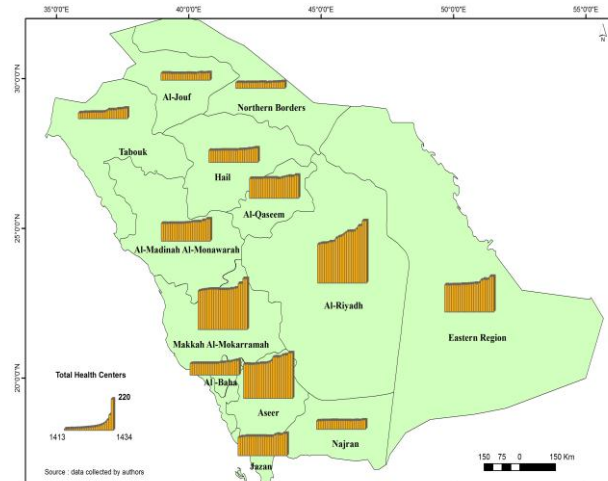 35°0'0"E 40°0'0"E 45°0'0"E 50°0'0"E 55°0'0"E
N
30°0'0"N
Al-Jouf
Northern Borders
Tabouk
Hail
Al-Qaseem
25°0'0"N
Al-Madinah Al-Monawarah
Al-Riyadh
Eastern Region
Makkah Al-Mokarramah
20°0'0"N
Al-Baha
Aseer
Najran
Jazan
Total Health Centers
220
1413 1434
150 75 0 150 Km
Source : data collected by authors